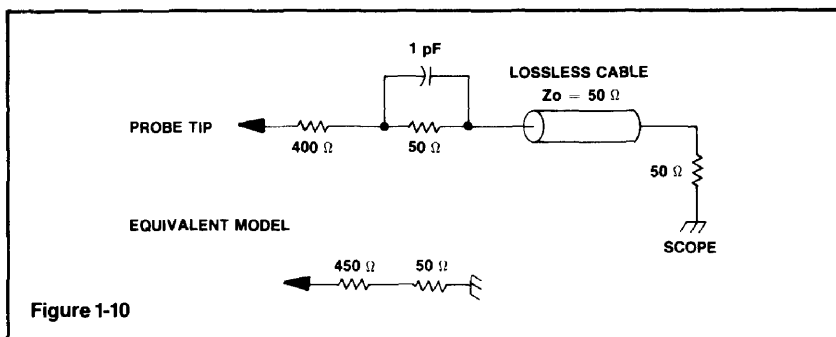 1 pF
LOSSLESS CABLE
Zo = 50 Ω
PROBE TIP
400 Ω
50 Ω
50 Ω
SCOPE
EQUIVALENT MODEL
450 Ω
50 Ω
Figure 1-10